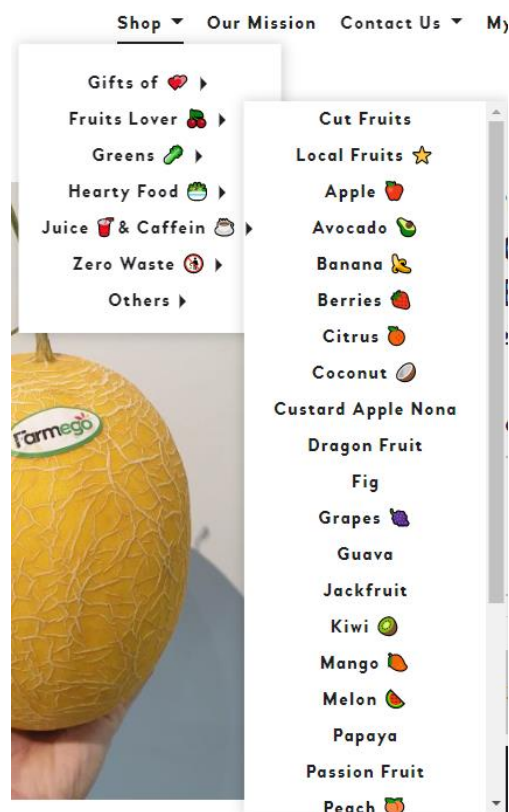 Shop Our Mission Contact Us My
Gifts of
Fruits Lover
Greens
Hearty Food
Juice & Caffein
Zero Waste
Others
Cut Fruits
Local Fruits
Apple
Avocado
Banana
Berries
Citrus
Coconut
Custard Apple Nona
Dragon Fruit
Fig
Grapes
Guava
Jackfruit
Kiwi
Mango
Melon
Papaya
Passion Fruit
Peach
Farmego